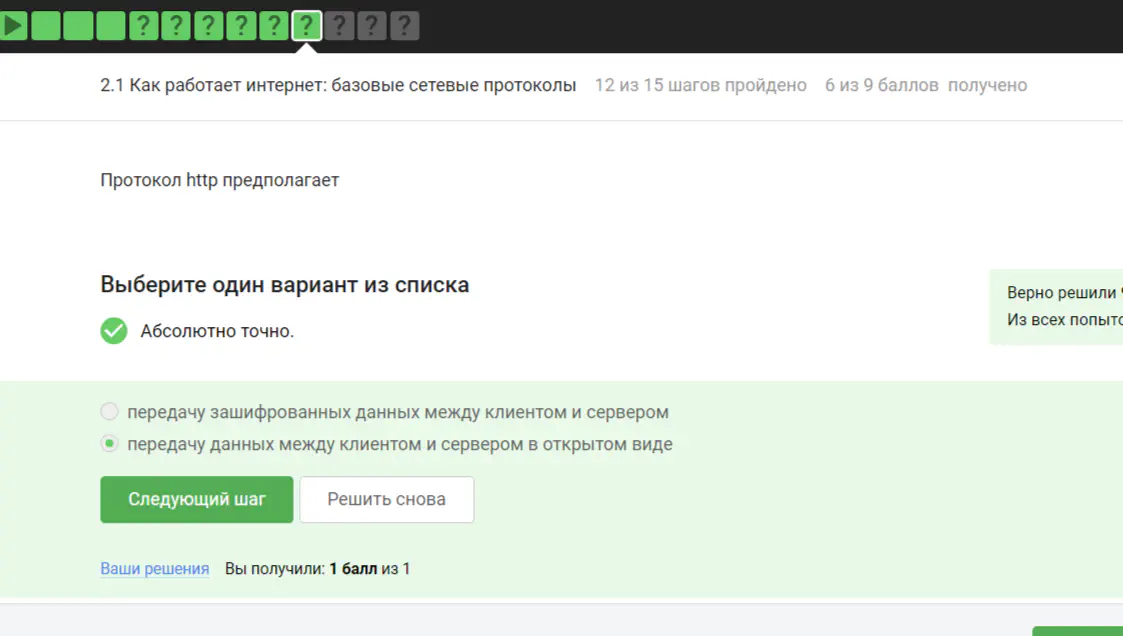 ? ? ? ? ? ? ? ? ?
2.1 Как работает интернет: базовые сетевые протоколы 12 из 15 шагов пройдено 6 из 9 баллов получено
Протокол http предполагает
Выберите один вариант из списка
Верно решили
Абсолютно точно.
Из всех
передачу зашифрованных данных между клиентом и сервером
передачу данных между клиентом и сервером в открытом виде
Следующий шаг Решить снова
Ваши решения Вы получили: 1 балл из 1